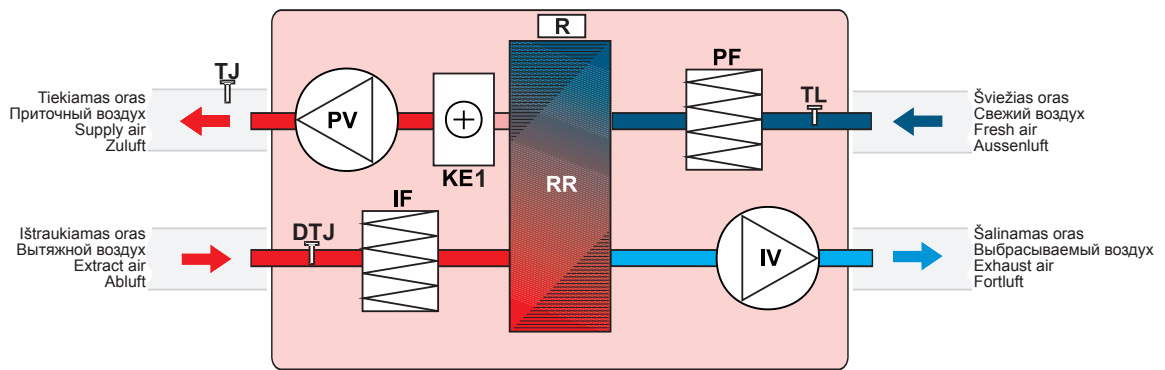 R
TJ
PF
Tiekiamas oras
Приточный воздух
Supply air
Zuluft
PV
KE1
TL
Šviežias oras
Свежий воздух
Fresh air
Aussenluft
RR
IF
DTJ
Ištraukiamas oras
Вытяжной воздух
Extract air
Abluft
IV
Šalinamas oras
Выбрасываемый воздух
Exhaust air
Fortluft